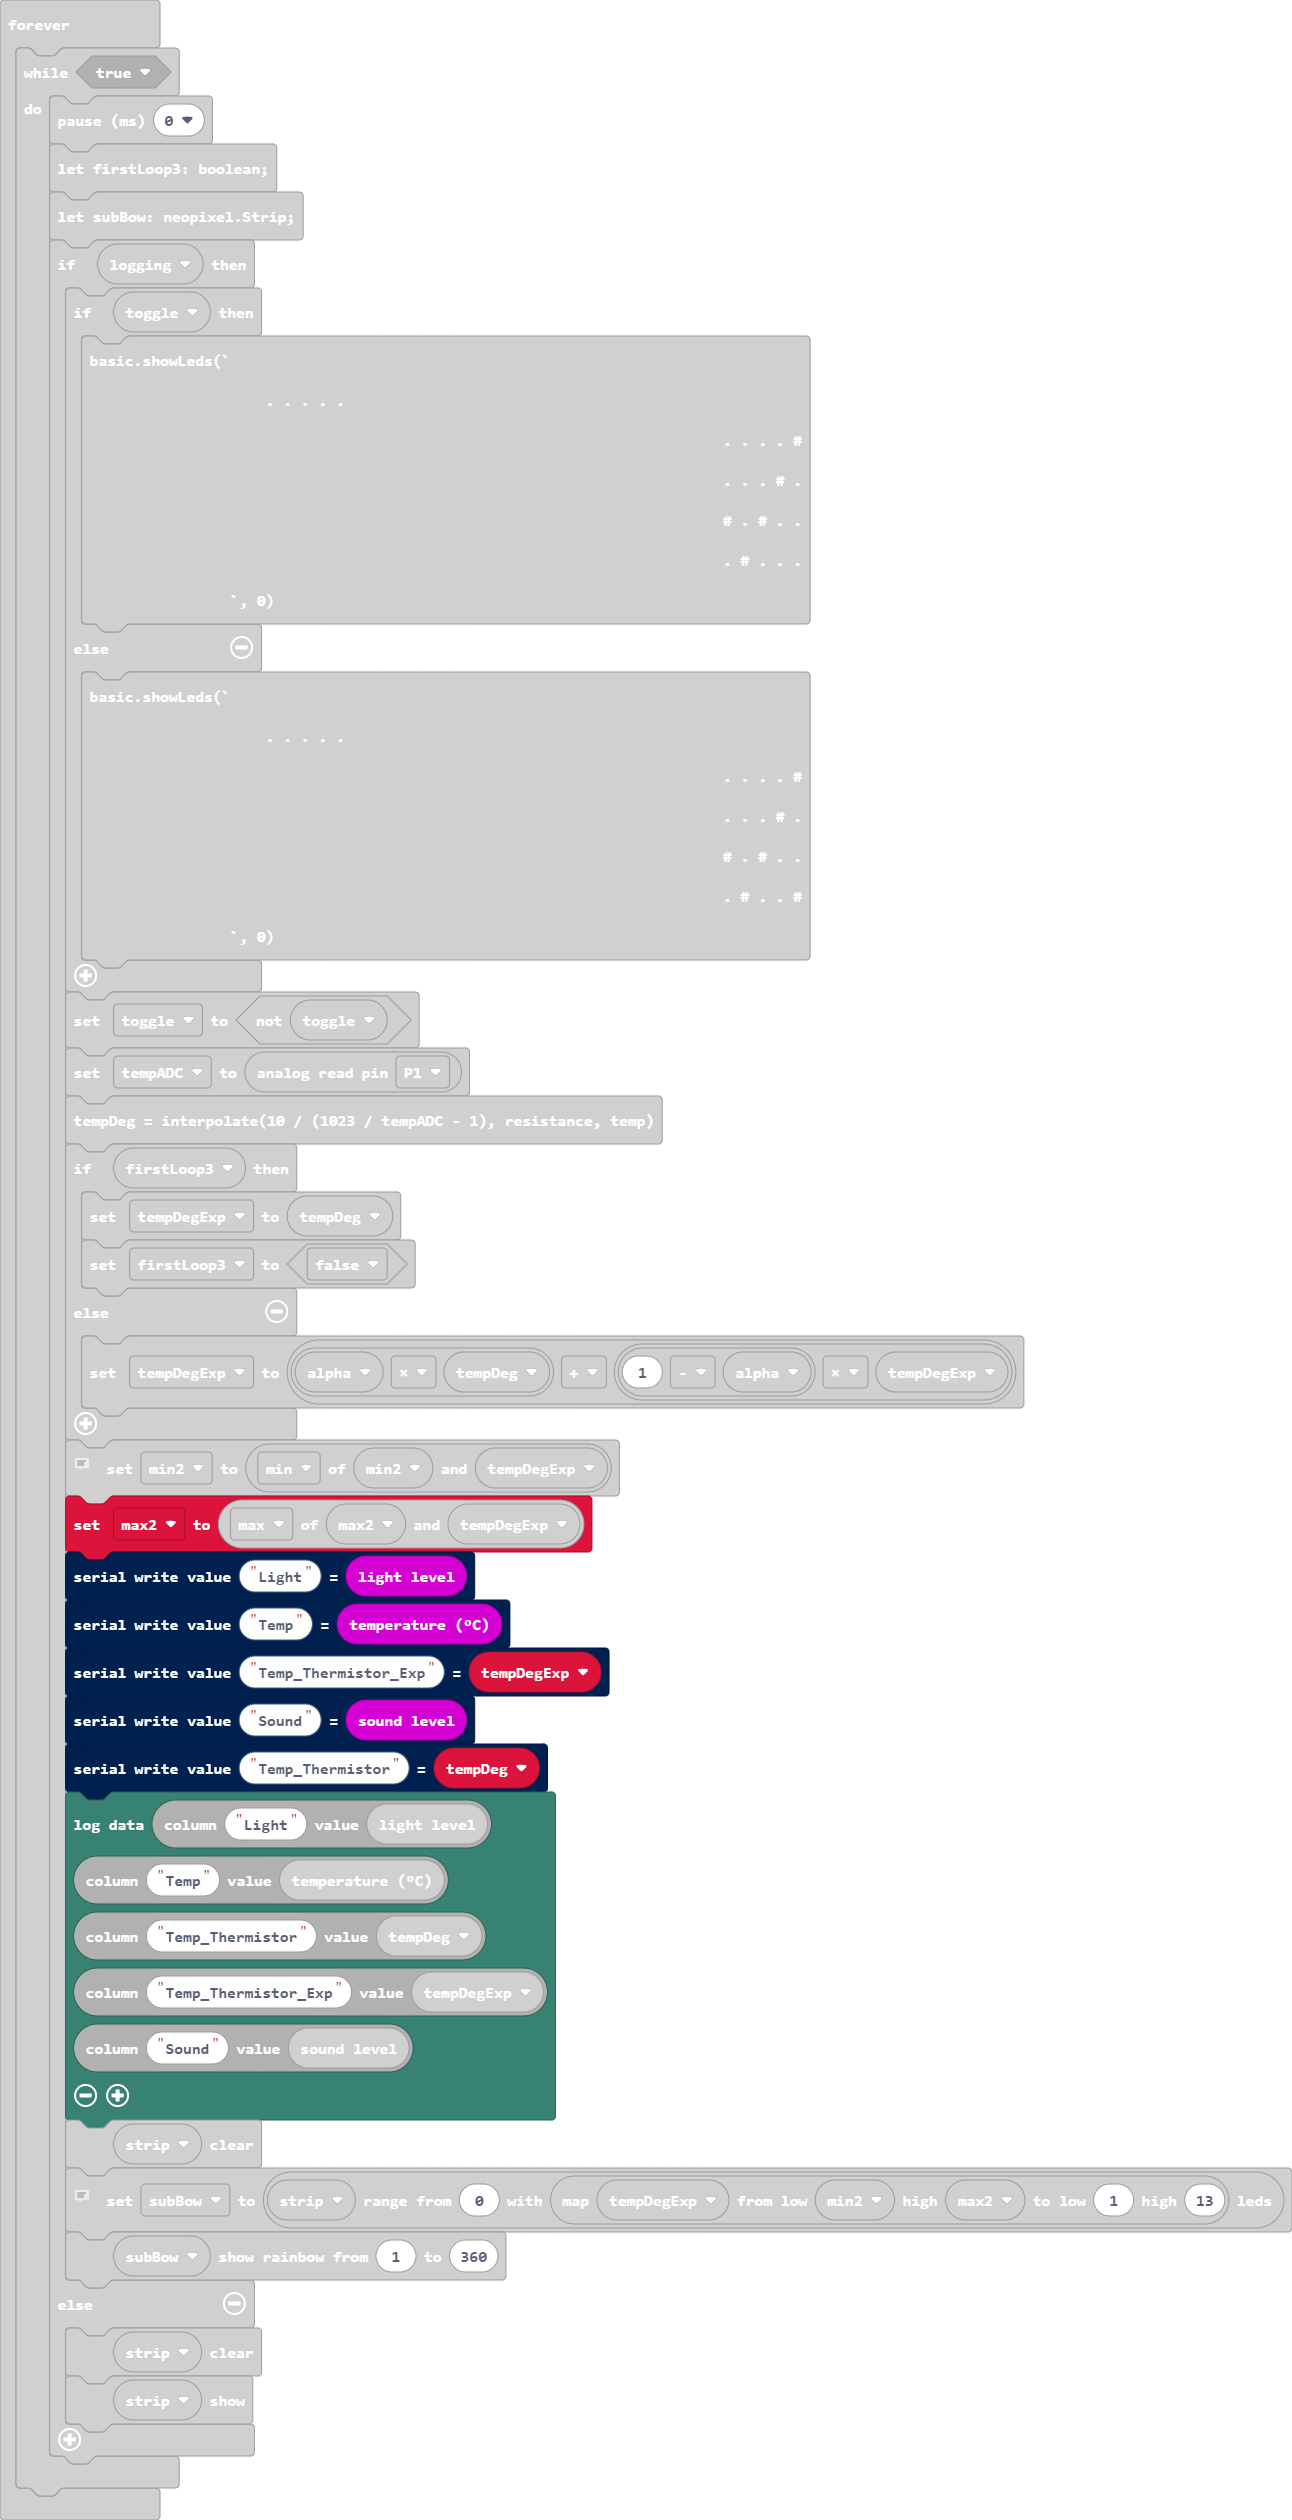 forever
while true
do
pause (ms) 0
let firstLoop3: boolean;
let subBow: neopixel.Strip;
if logging then
if toggle then
basic.showLeds(`
. . . . .
. . . . #
. . . # .
# . # . .
. # . . .
`, 0)
else
basic.showLeds(`
. . . . .
. . . . #
. . . # .
# . # . .
. # . . #
`, 0)
set toggle to not toggle
set tempADC to analog read pin P1
tempDeg = interpolate(10 / (1023 / tempADC - 1), resistance, temp)
if firstLoop3 then
set tempDegExp to tempDeg
set firstLoop3 to false
else
set tempDegExp to alpha × tempDeg + 1 - alpha × tempDegExp
set min2 to min of min2 and tempDegExp
set max2 to max of max2 and tempDegExp
serial write value "Light" = light level
serial write value "Temp" = temperature (°C)
serial write value "Temp_Thermistor_Exp" = tempDegExp
serial write value "Sound" = sound level
serial write value "Temp_Thermistor" = tempDeg
log data column "Light" value light level
column "Temp" value temperature (°C)
column "Temp_Thermistor" value tempDeg
column "Temp_Thermistor_Exp" value tempDegExp
column "Sound" value sound level
strip clear
set subBow to strip range from 0 with map tempDegExp from low min2 high max2 to low 1 high 13 leds
subBow show rainbow from 1 to 360
else
strip clear
strip show